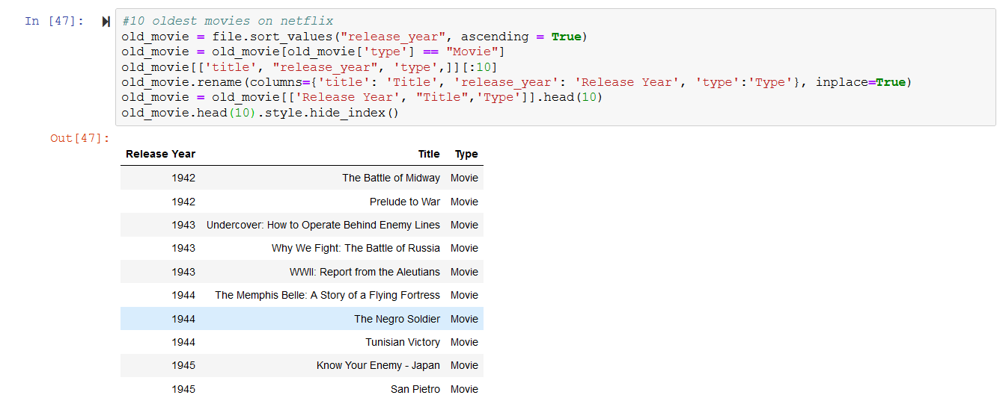 In [47]:
#10 oldest movies on netflix
old_movie = file.sort_values("release_year", ascending = True)
old_movie = old_movie[old_movie['type'] == "Movie"]
old_movie[['title', "release_year", 'type',]][:10]
old_movie.rename(columns={'title': 'Title', 'release_year': 'Release Year', 'type':'Type'}, inplace=True)
old_movie = old_movie[['Release Year', "Title",'Type']].head(10)
old_movie.head(10).style.hide_index()
Out[47]:
Release Year Title Type
1942 The Battle of Midway Movie
1942 Prelude to War Movie
1943 Undercover: How to Operate Behind Enemy Lines Movie
1943 Why We Fight: The Battle of Russia Movie
1943 WWII: Report from the Aleutians Movie
1944 The Memphis Belle: A Story of a Flying Fortress Movie
1944 The Negro Soldier Movie
1944 Tunisian Victory Movie
1945 Know Your Enemy - Japan Movie
1945 San Pietro Movie